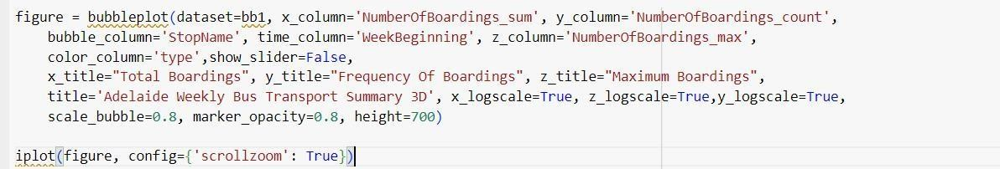 figure = bubbleplot(dataset=bb1, x_column='NumberOfBoardings_sum', y_column='NumberOfBoardings_count',
    bubble_column='StopName', time_column='WeekBeginning', z_column='NumberOfBoardings_max',
    color_column='type',show_slider=False,
    x_title="Total Boardings", y_title="Frequency Of Boardings", z_title="Maximum Boardings",
    title='Adelaide Weekly Bus Transport Summary 3D', x_logscale=True, z_logscale=True,y_logscale=True,
    scale_bubble=0.8, marker_opacity=0.8, height=700)
iplot(figure, config={'scrollzoom': True})